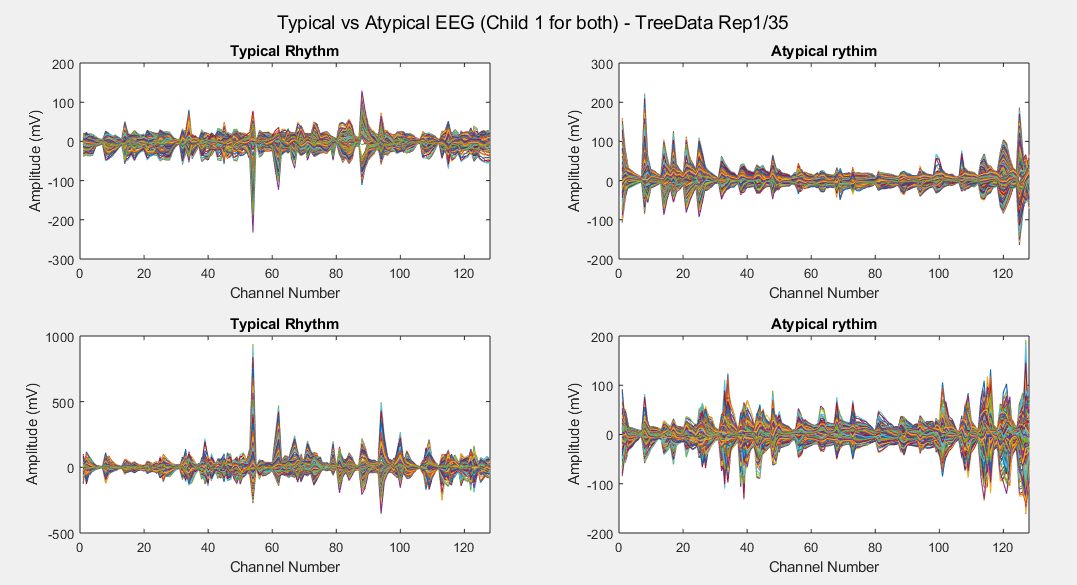 Typical vs Atypical EEG (Child 1 for both) - TreeData Rep1/35
Typical Rhythm
200
100
0
-100
-200
-300
Amplitude (mV)
0 20 40 60 80 100 120
Channel Number
Atypical rythim
300
200
100
0
-100
-200
Amplitude (mV)
0 20 40 60 80 100 120
Channel Number
Typical Rhythm
1000
500
0
-500
Amplitude (mV)
0 20 40 60 80 100 120
Channel Number
Atypical rythim
200
100
0
-100
-200
Amplitude (mV)
0 20 40 60 80 100 120
Channel Number